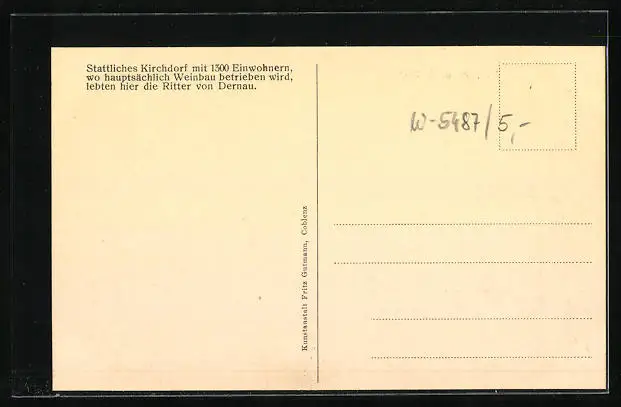 Stattliches Kirchdorf mit 1300 Einwohnern,
wo hauptsächlich Weinbau betrieben wird,
lebten hier die Ritter von Dernau.
Kunstanstalt Fritz Gutmann, Coblenz
W-5487/5,-